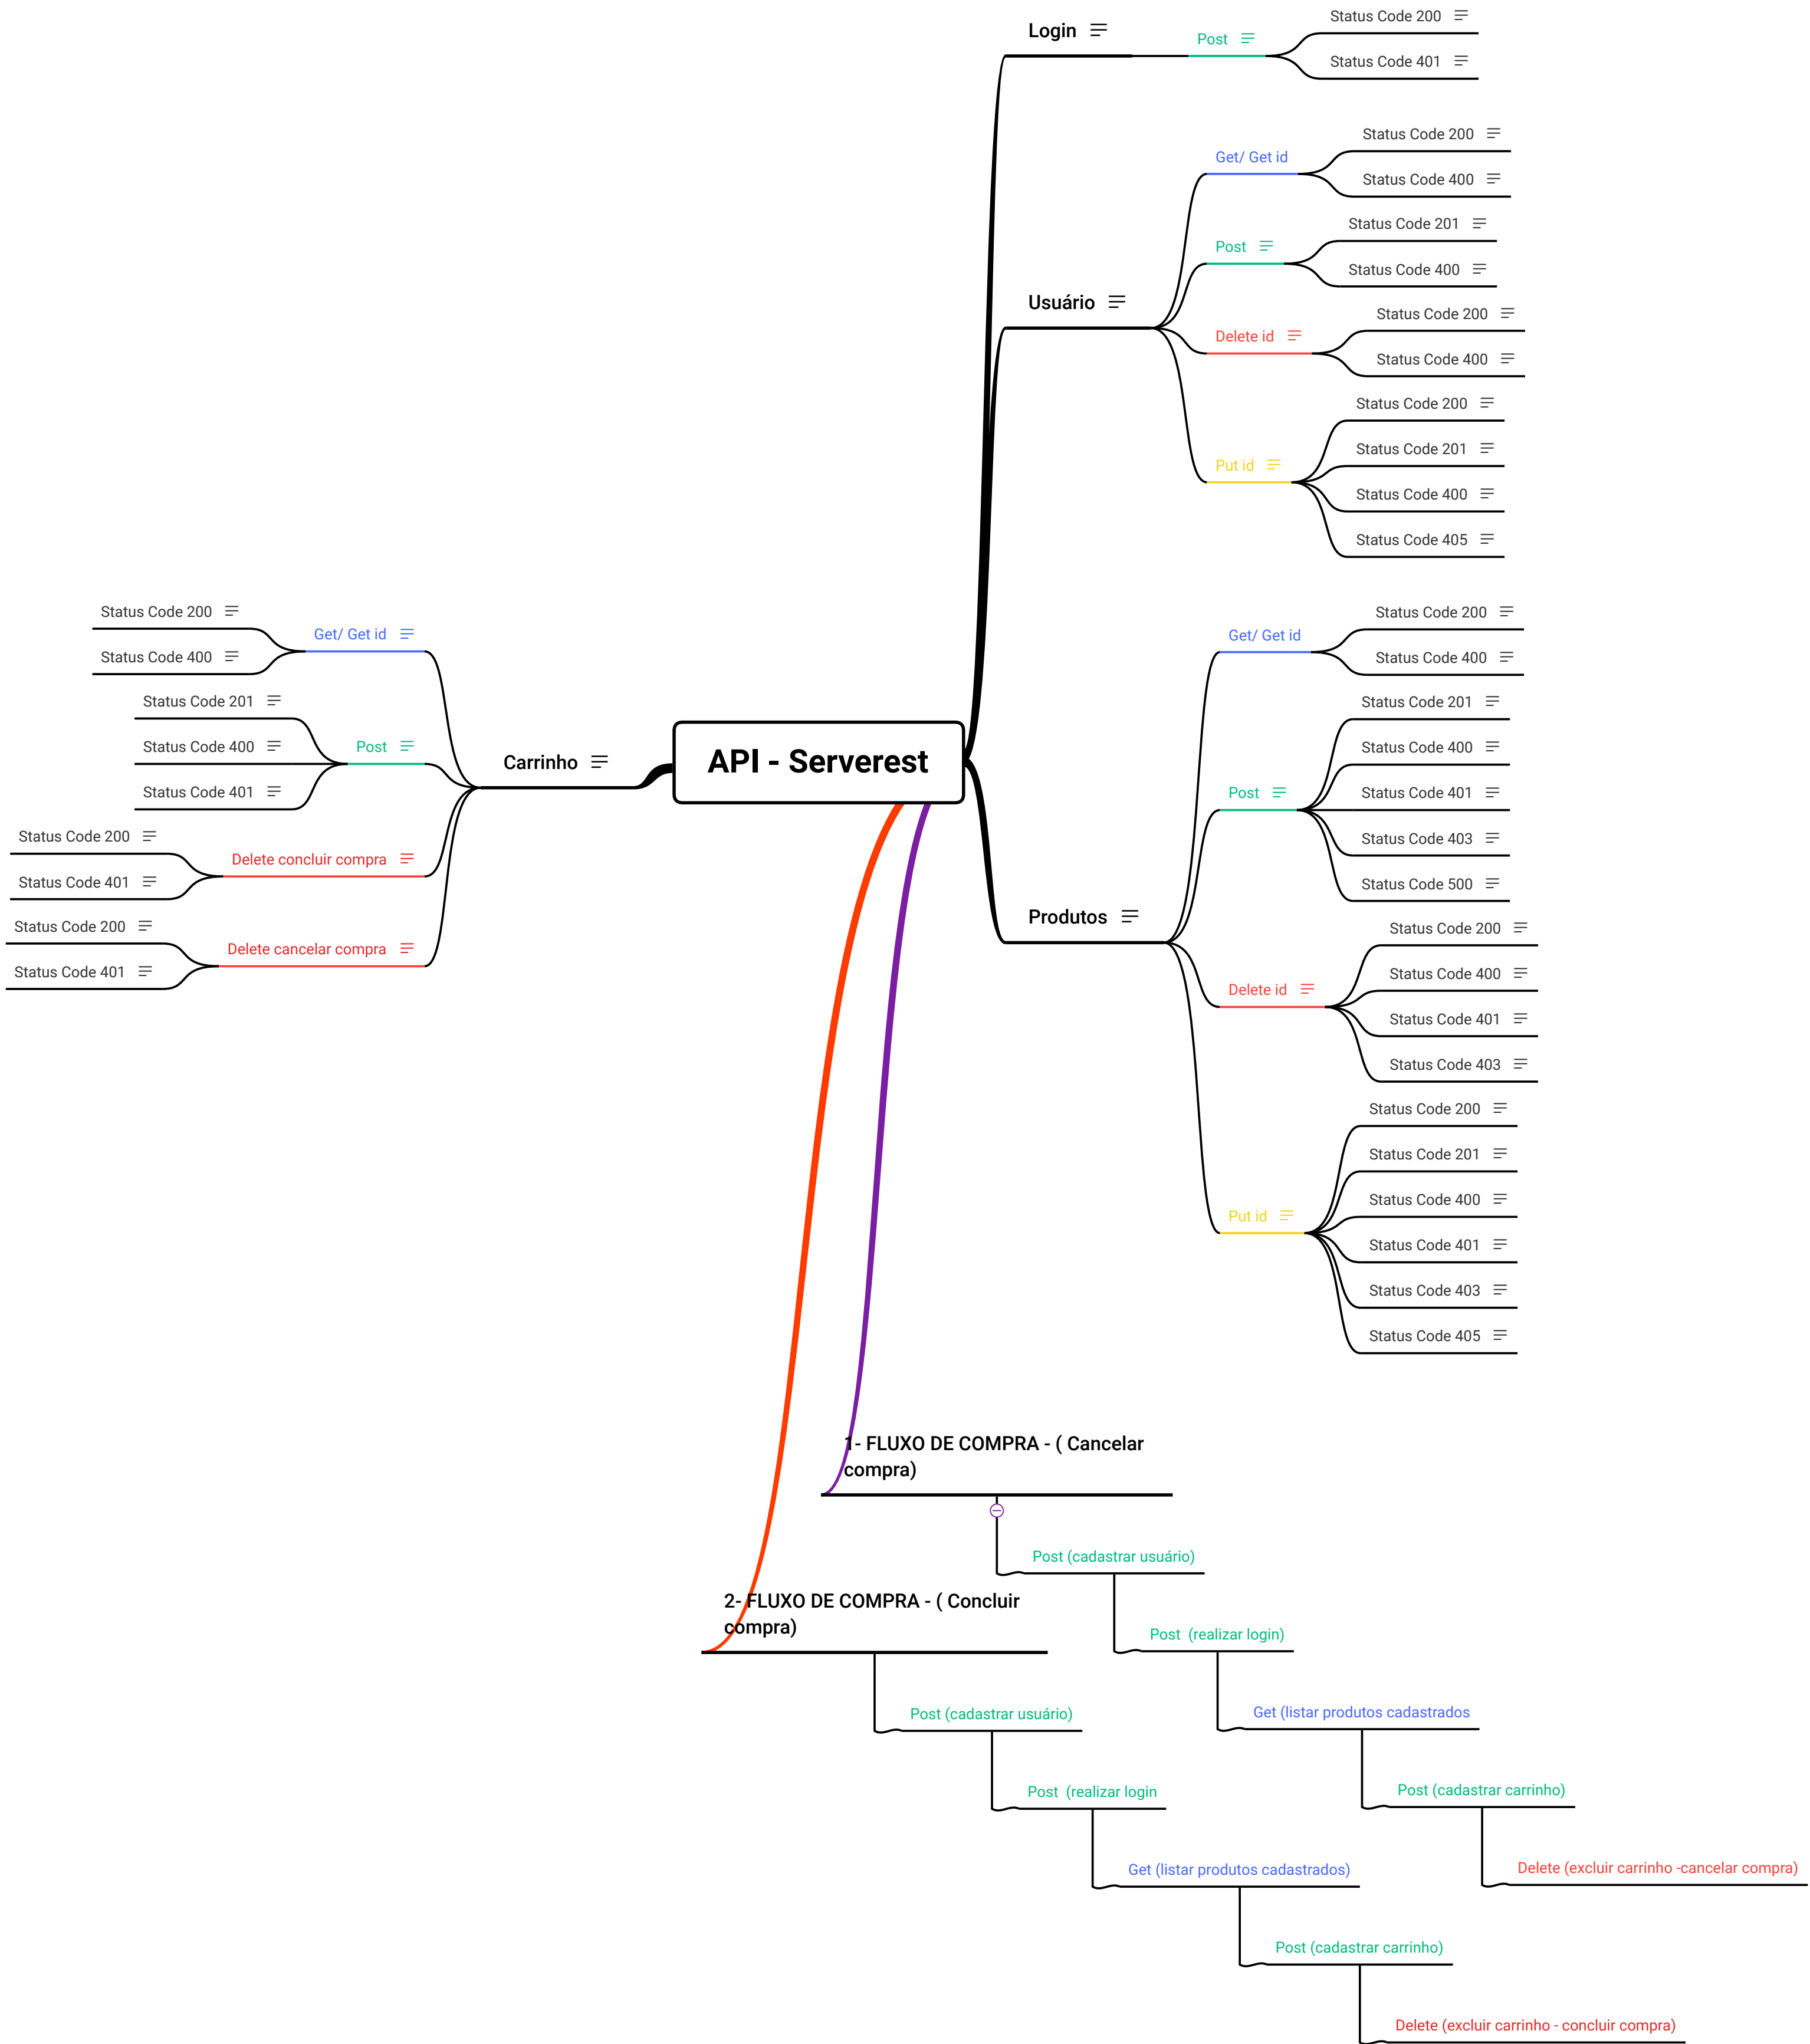 Login
Post
Status Code 200
Status Code 401
Usuário
Get/ Get id
Status Code 200
Status Code 400
Post
Status Code 201
Status Code 400
Delete id
Status Code 200
Status Code 400
Put id
Status Code 200
Status Code 201
Status Code 400
Status Code 405
API - Serverest
Carrinho
Get/ Get id
Status Code 200
Status Code 400
Post
Status Code 201
Status Code 400
Status Code 401
Delete concluir compra
Status Code 200
Status Code 401
Delete cancelar compra
Status Code 200
Status Code 401
Produtos
Get/ Get id
Status Code 200
Status Code 400
Post
Status Code 201
Status Code 400
Status Code 401
Status Code 403
Status Code 500
Delete id
Status Code 200
Status Code 400
Status Code 401
Status Code 403
Put id
Status Code 200
Status Code 201
Status Code 400
Status Code 401
Status Code 403
Status Code 405
1- FLUXO DE COMPRA - ( Cancelar
compra)
Post (cadastrar usuário)
Post  (realizar login)
Get (listar produtos cadastrados
Post (cadastrar carrinho)
Delete (excluir carrinho -cancelar compra)
2- FLUXO DE COMPRA - ( Concluir
compra)
Post (cadastrar usuário)
Post  (realizar login
Get (listar produtos cadastrados)
Post (cadastrar carrinho)
Delete (excluir carrinho - concluir compra)